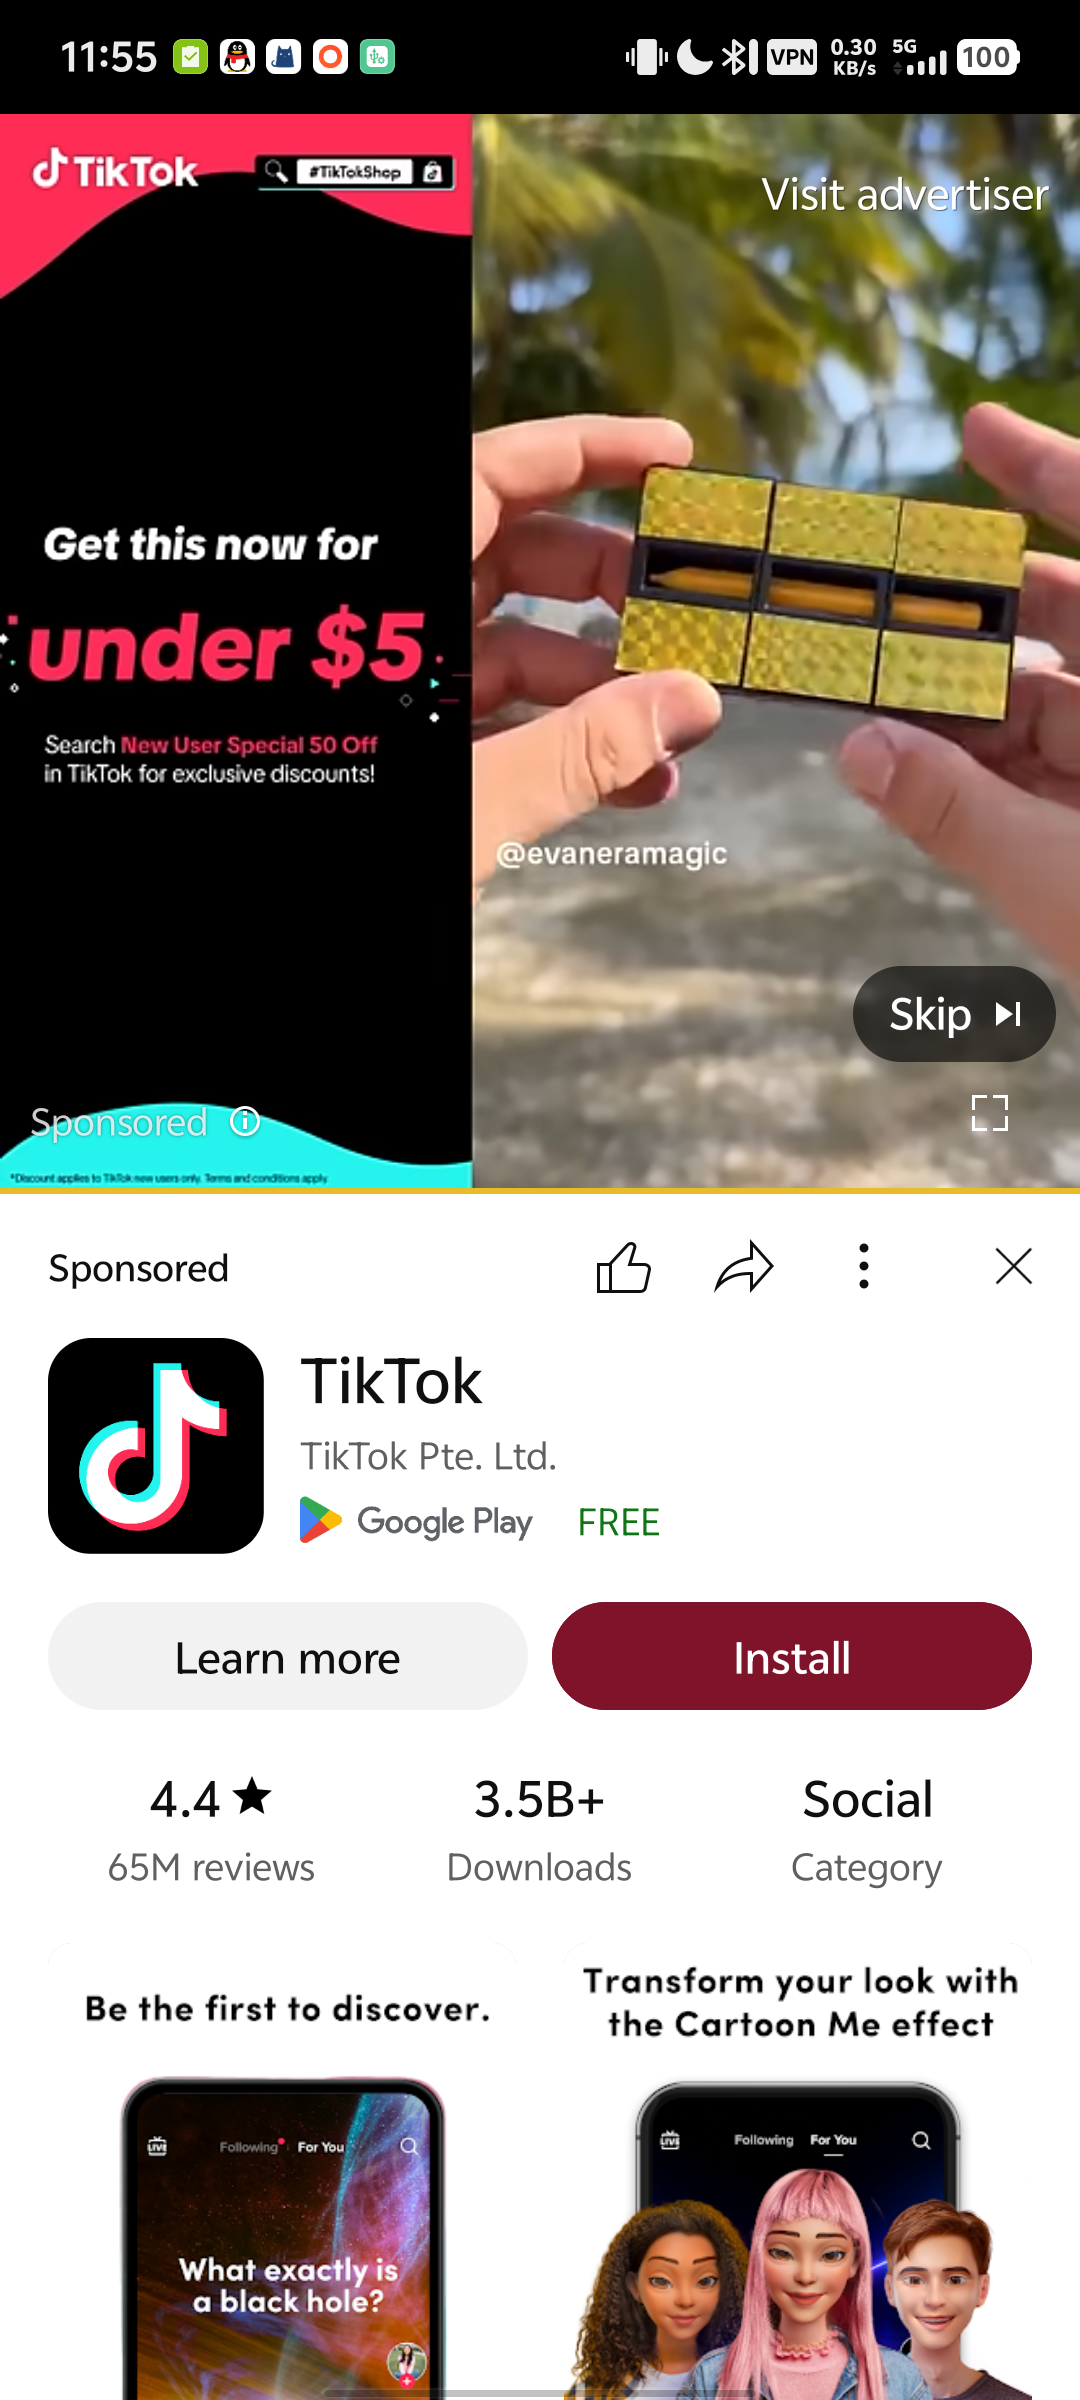 11:55
VPN
0.30
KB/s
5G
100
TikTok
#TikTokShop
Visit advertiser
Get this now for
under $5
Search New User Special 50 Off
in TikTok for exclusive discounts!
@evaneramagic
Skip
Sponsored
*Discount applies to TikTok new users only. Terms and conditions apply.
Sponsored
TikTok
TikTok Pte. Ltd.
Google Play
FREE
Learn more
Install
4.4 ★
3.5B+
Social
65M reviews
Downloads
Category
Be the first to discover.
LIVE
Following
For You
What exactly is
a black hole?
Transform your look with
the Cartoon Me effect
LIVE
Following
For You